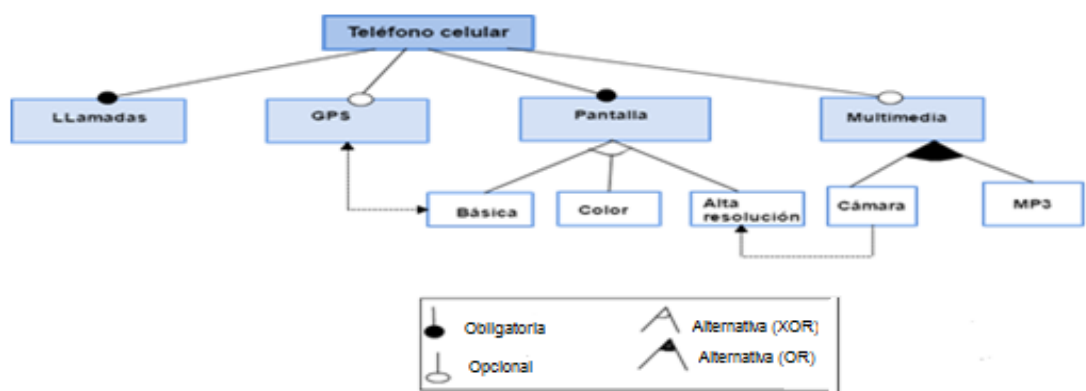 Teléfono celular
LLamadas
GPS
Pantalla
Multimedia
Básica
Color
Alta
resolución
Cámara
MP3
Obligatoria
Alternativa (XOR)
Opcional
Alternativa (OR)